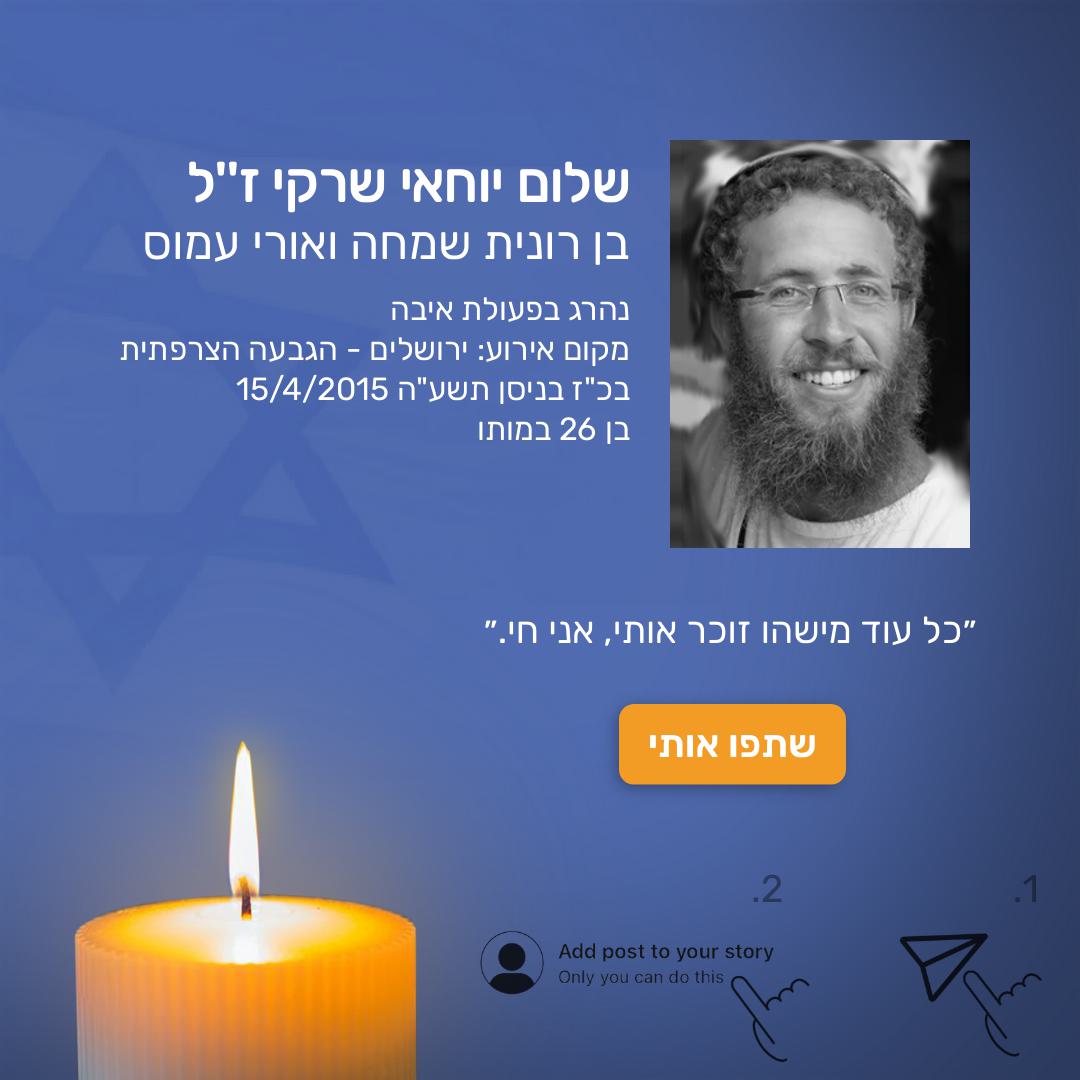 שלום יוחאי שרקי ז"ל
בן רונית שמחה ואורי עמוס
נהרג בפעולת איבה
מקום אירוע: ירושלים - הגבעה הצרפתית
בכ"ז בניסן תשע"ה 15/4/2015
בן 26 במותו
״כל עוד מישהו זוכר אותי, אני חי.״
שתפו אותי
1.
2.
Add post to your story
Only you can do this